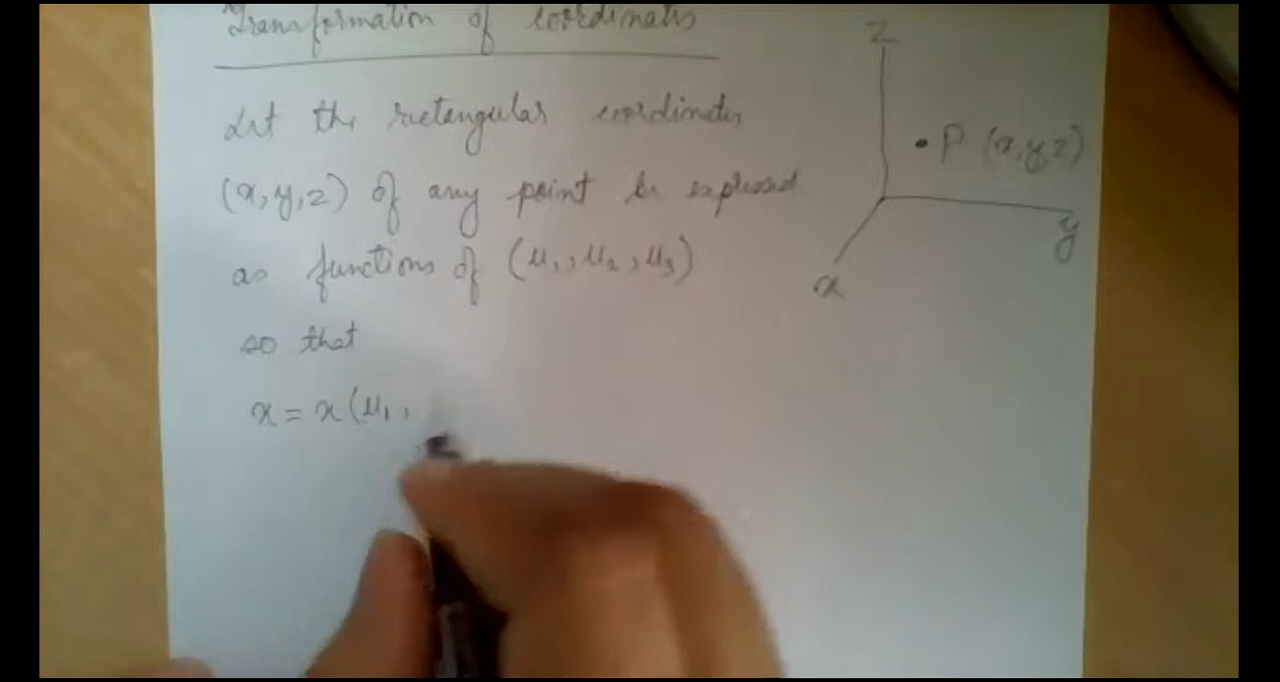 Transformation of coordinates
Let the rectangular coordinates
(x, y, z) of any point be expressed
as functions of (u₁, u₂, u₃)
so that
x = x(u₁,
z
• P (x, y, z)
y
x